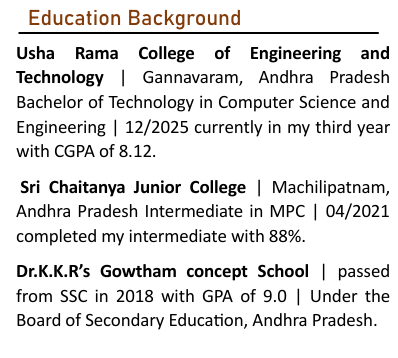 Education Background
Usha Rama College of Engineering and
Technology | Gannavaram, Andhra Pradesh
Bachelor of Technology in Computer Science and
Engineering | 12/2025 currently in my third year
with CGPA of 8.12.
Sri Chaitanya Junior College | Machilipatnam,
Andhra Pradesh Intermediate in MPC | 04/2021
completed my intermediate with 88%.
Dr.K.K.R's Gowtham concept School | passed
from SSC in 2018 with GPA of 9.0 | Under the
Board of Secondary Education, Andhra Pradesh.